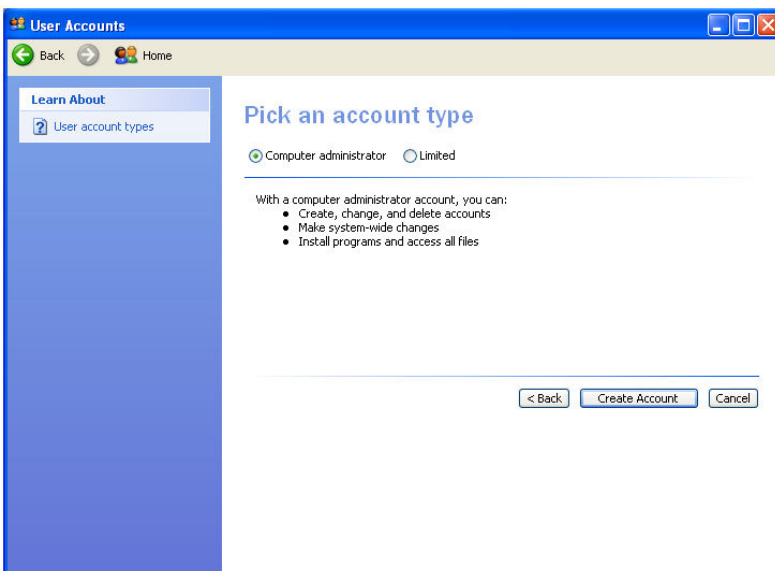 User Accounts
Back Home
Learn About
User account types
Pick an account type
Computer administrator Limited
With a computer administrator account, you can:
● Create, change, and delete accounts
● Make system-wide changes
● Install programs and access all files
< Back Create Account Cancel